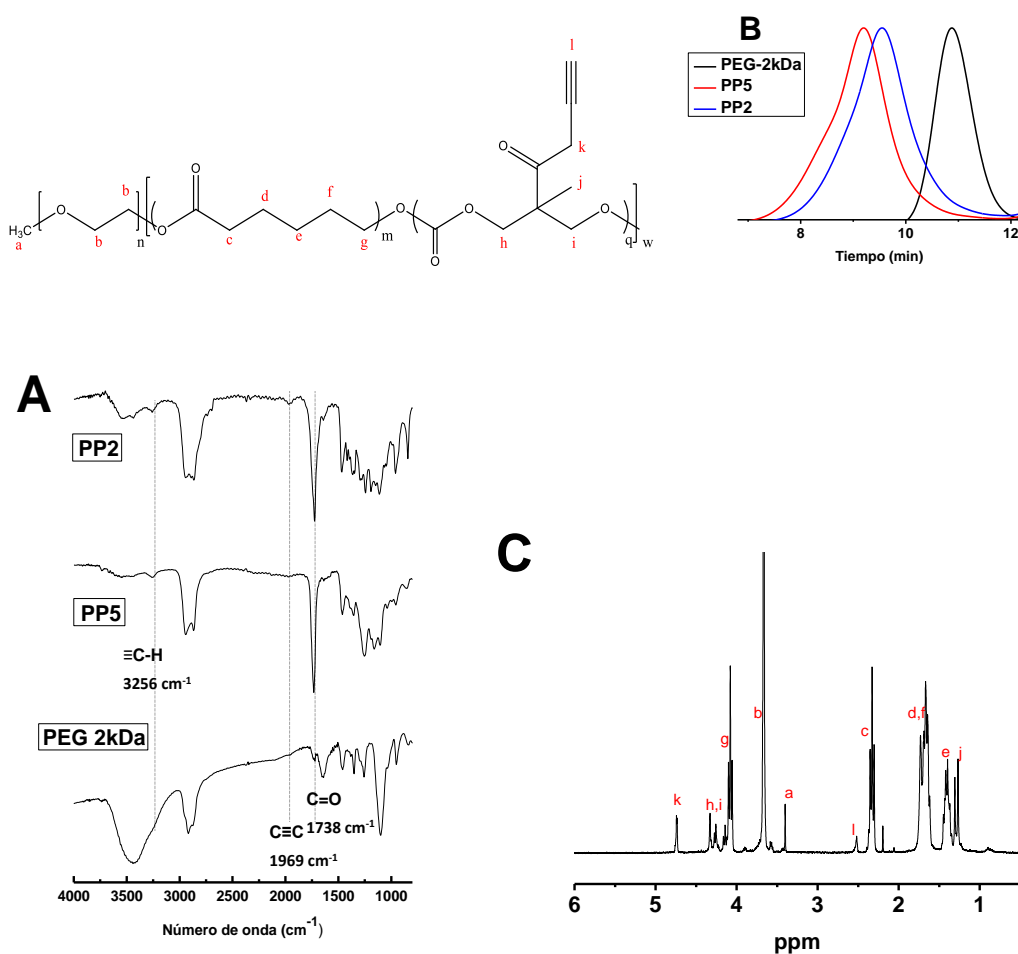 l
O
k
O
j
b
d
f
O
O
O
O
O
H₃C
a
b
n
O
c
e
g
m
O
h
i
q
w
B
PEG-2kDa
PP5
PP2
8
10
12
Tiempo (min)
A
PP2
PP5
≡C-H
3256 cm⁻¹
PEG 2kDa
C=O
1738 cm⁻¹
C≡C
1969 cm⁻¹
4000 3500 3000 2500 2000 1500 1000
Número de onda (cm⁻¹)
C
k
h,i
g
b
a
l
c
d,f
e
j
6 5 4 3 2 1
ppm